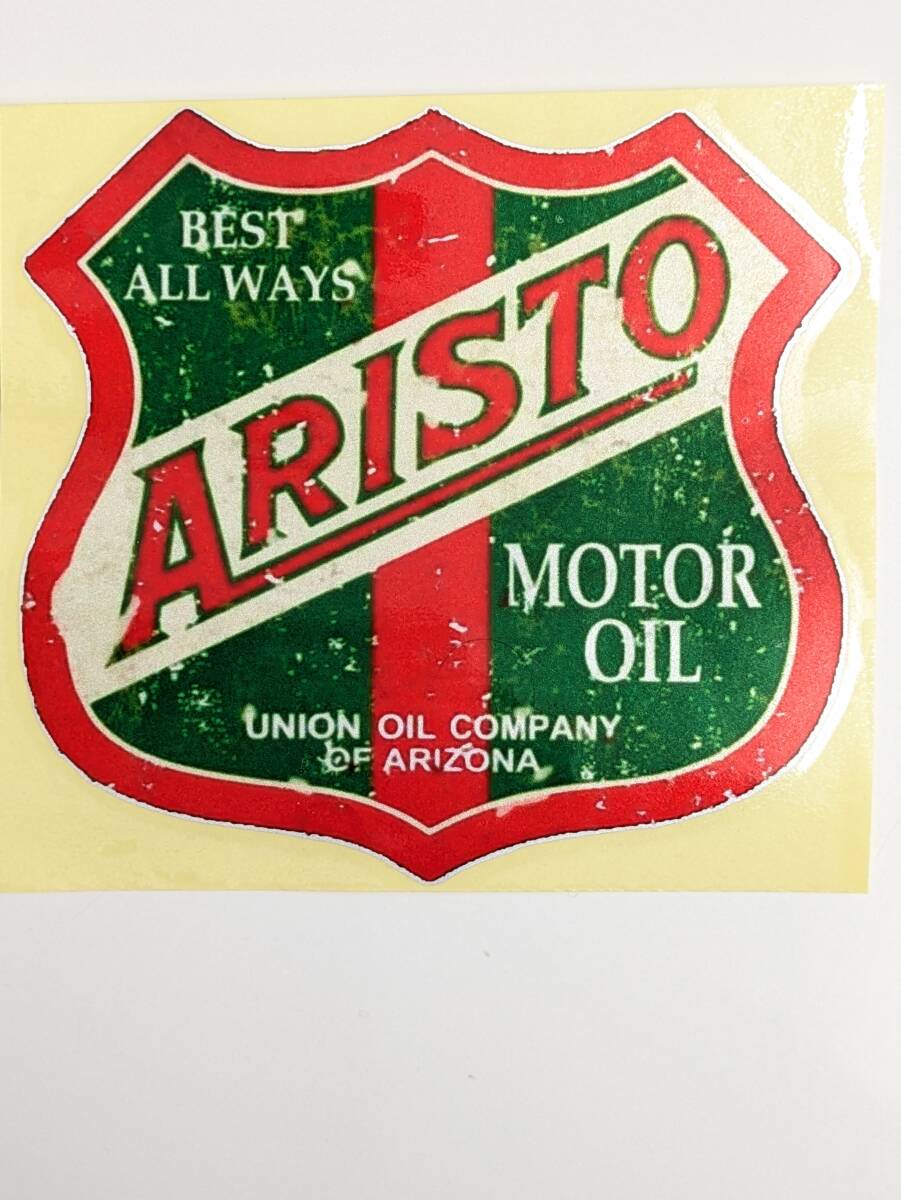 BEST
ALL WAYS
ARISTO
MOTOR
OIL
UNION OIL COMPANY
OF ARIZONA